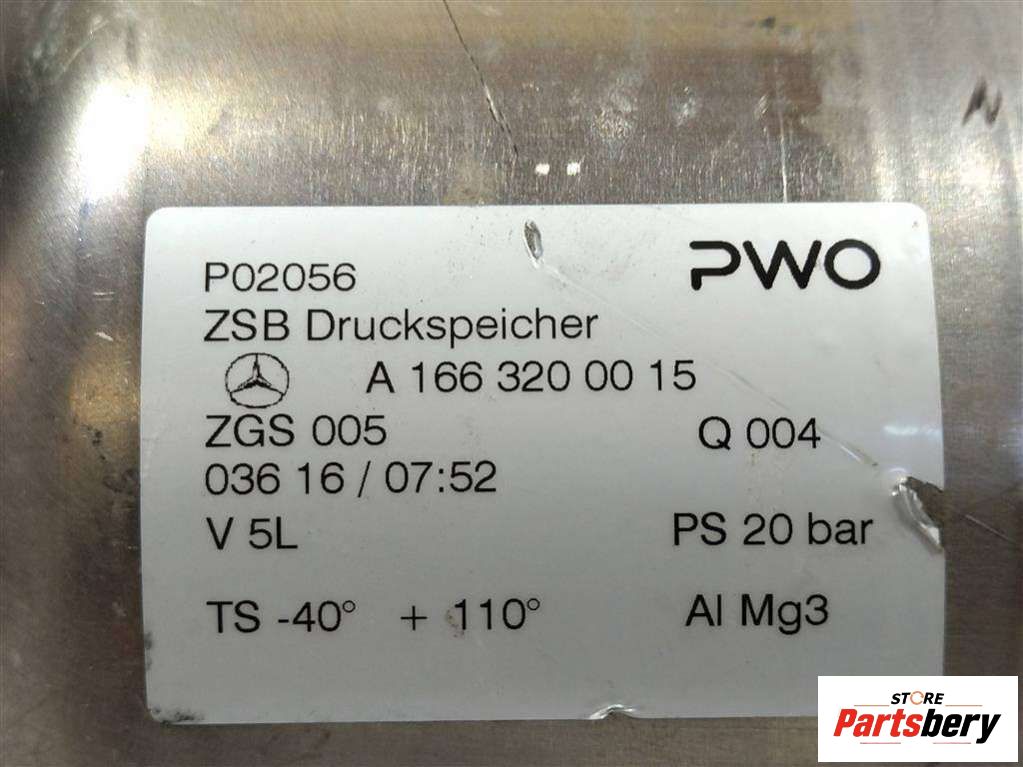 P02056 PWO
ZSB Druckspeicher
A 166 320 00 15
ZGS 005 Q 004
036 16 / 07:52
V 5L PS 20 bar
TS -40° + 110° Al Mg3
STORE
Partsbery